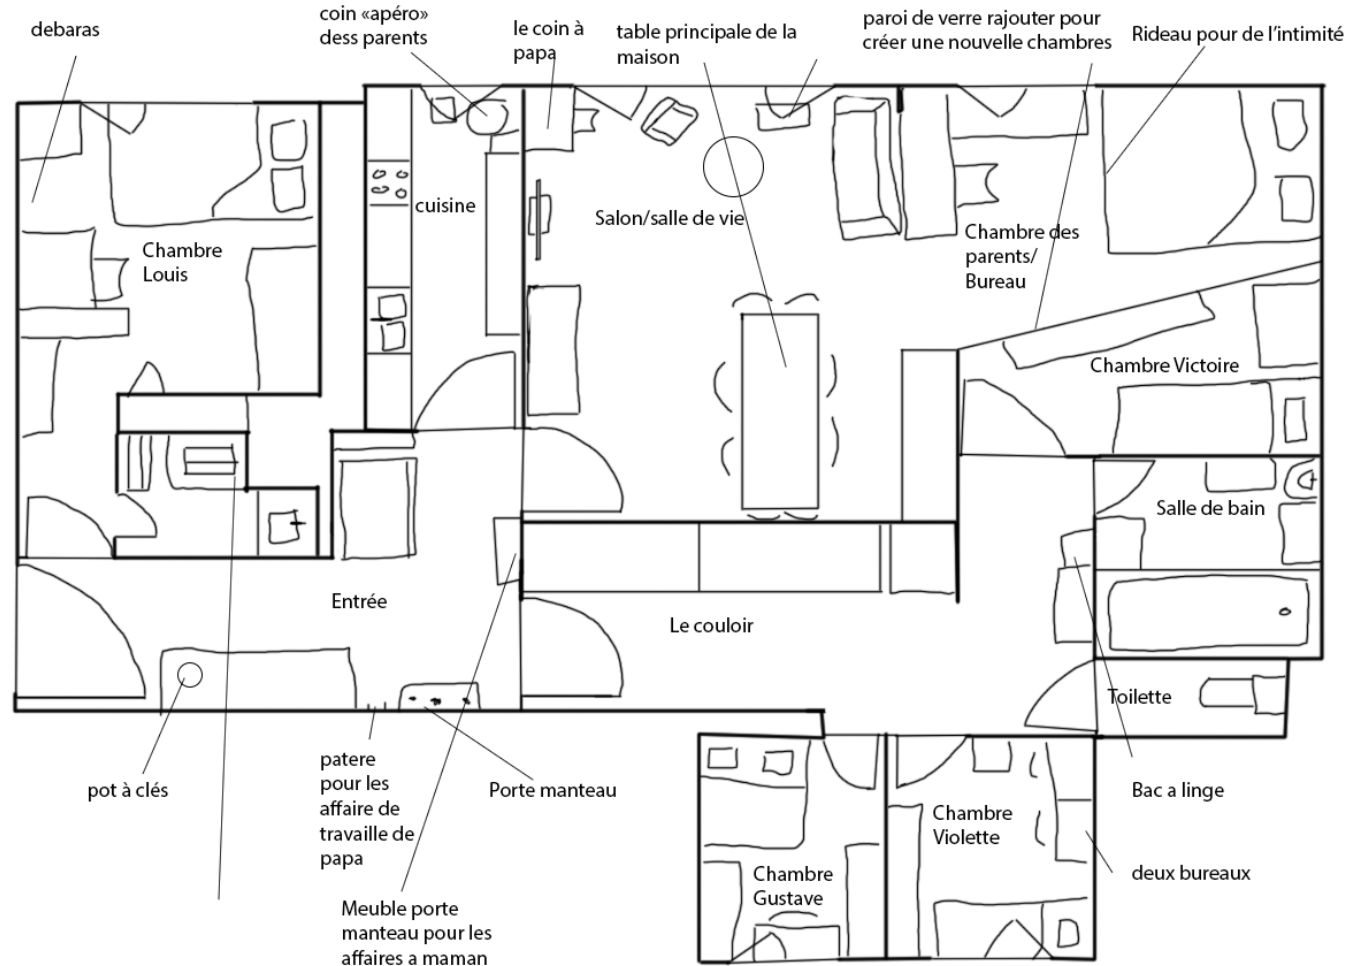 debaras
coin «apéro»
dess parents
le coin à
papa
table principale de la
maison
paroi de verre rajouter pour
créer une nouvelle chambres
Rideau pour de l'intimité
cuisine
Salon/salle de vie
Chambre
Louis
Chambre des
parents/
Bureau
Chambre Victoire
Salle de bain
Entrée
Le couloir
Toilette
pot à clés
patere
pour les
affaire de
travaille de
papa
Porte manteau
Bac a linge
Chambre
Violette
Chambre
Gustave
deux bureaux
Meuble porte
manteau pour les
affaires a maman